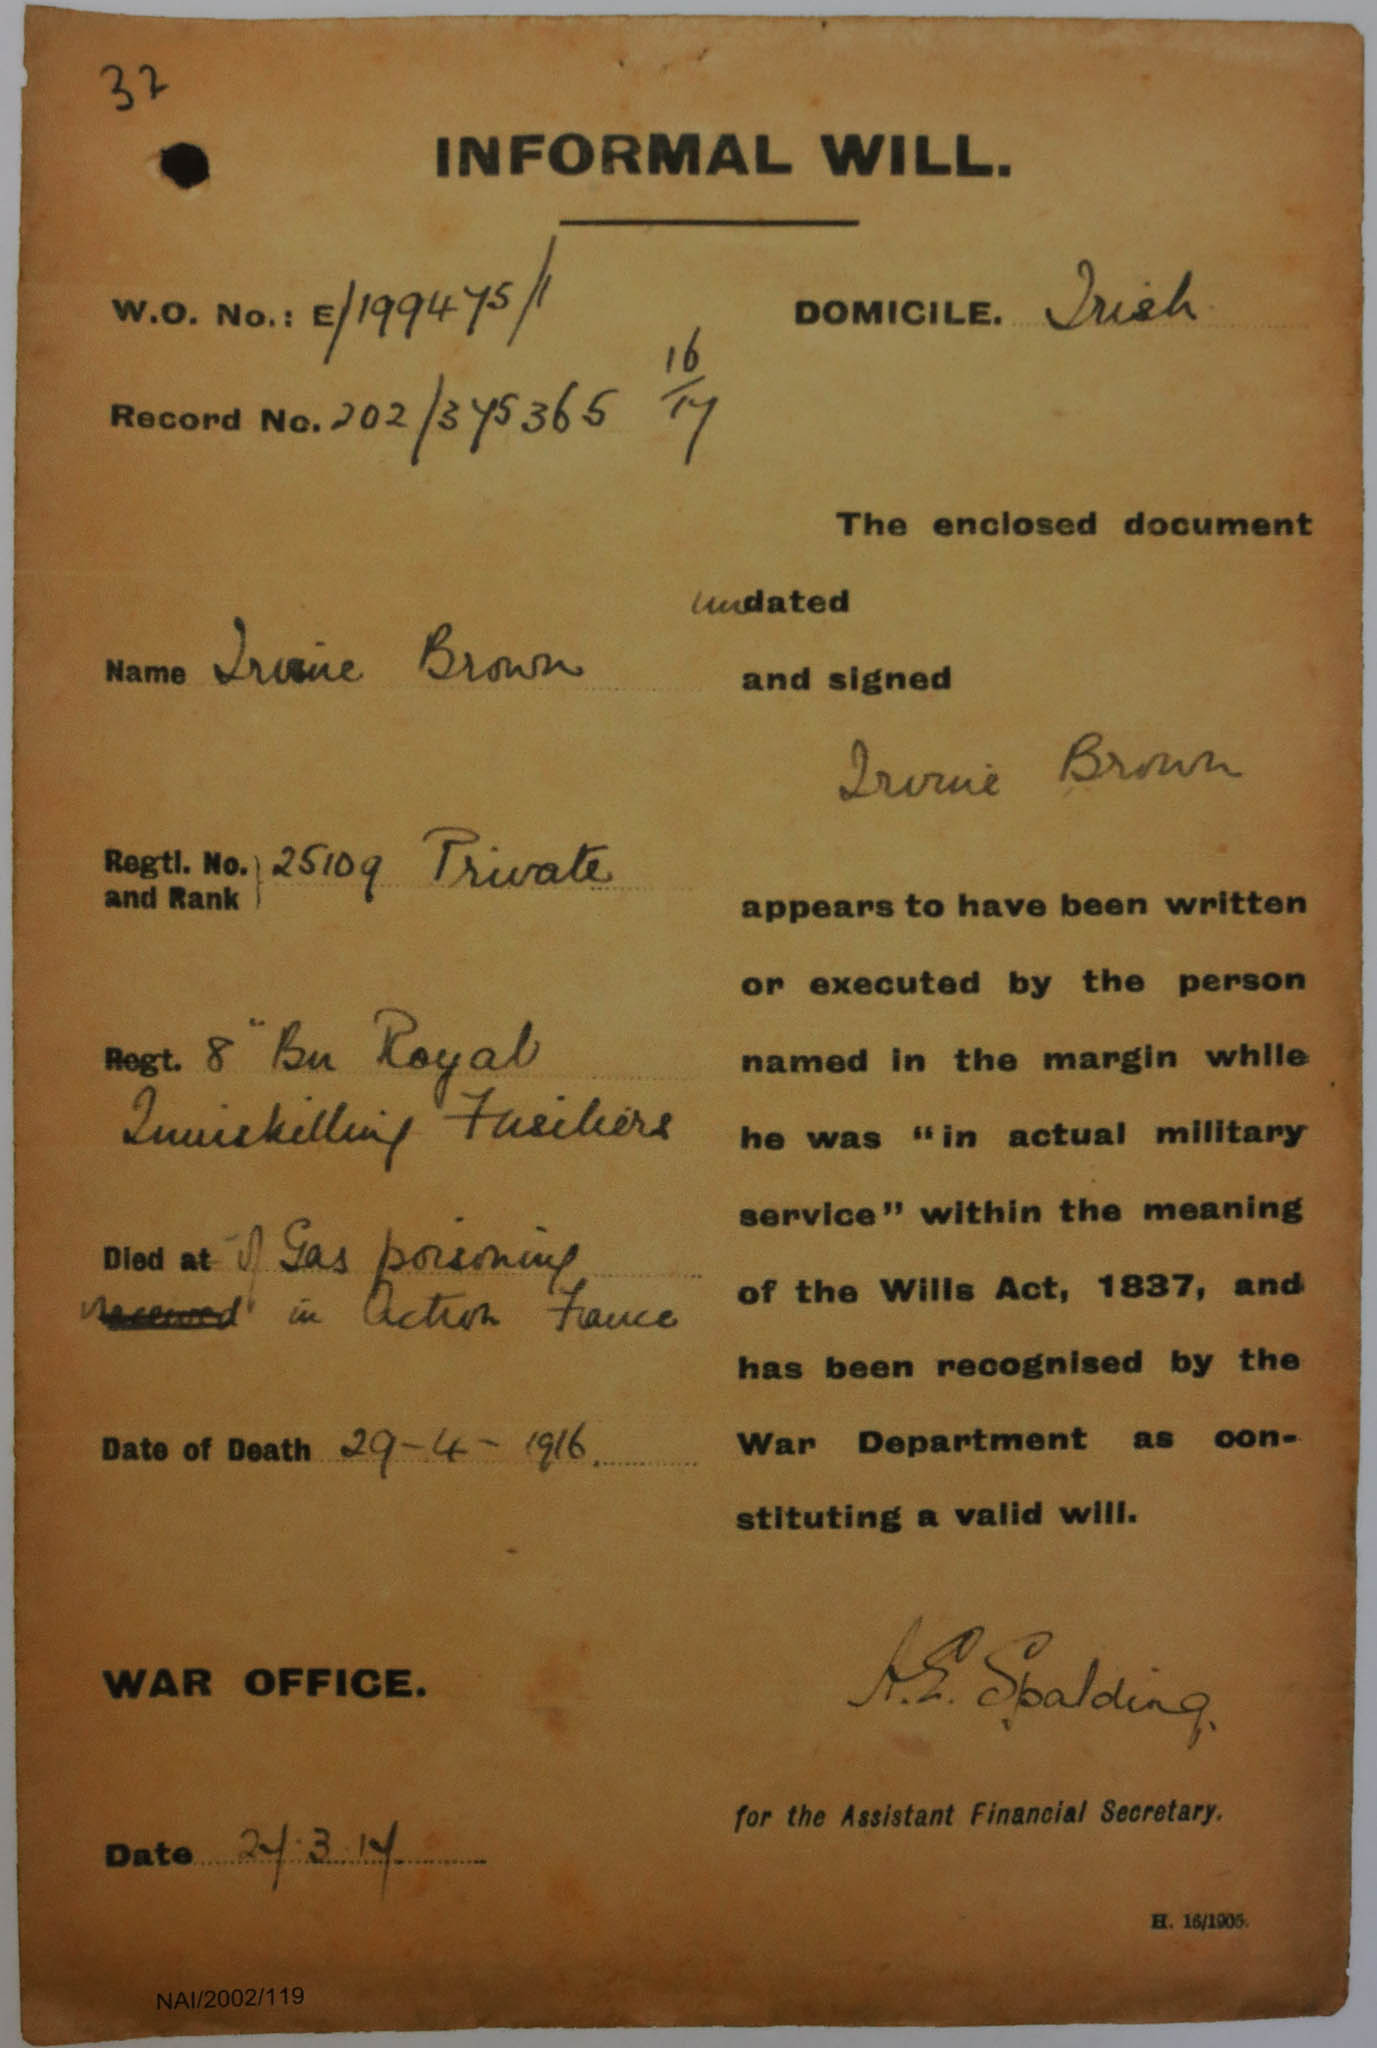 37
INFORMAL WILL.
W.O. No.: E/199475/1
DOMICILE. Irish
Record No. 202/375365 16/17
The enclosed document
undated
Name Irvine Brown
and signed
Irvine Brown
Regtl. No. and Rank } 25109 Private
appears to have been written
or executed by the person
Regt. 8" Bn Royal
Inniskilling Fusiliers
named in the margin while
he was "in actual military
service" within the meaning
Died at of Gas poisoning
received in Action France
of the Wills Act, 1837, and
has been recognised by the
Date of Death 29-4-1916.
War Department as con-
stituting a valid will.
WAR OFFICE.
A.E. Spalding.
for the Assistant Financial Secretary.
Date
H. 16/1905.
NAI/2002/119